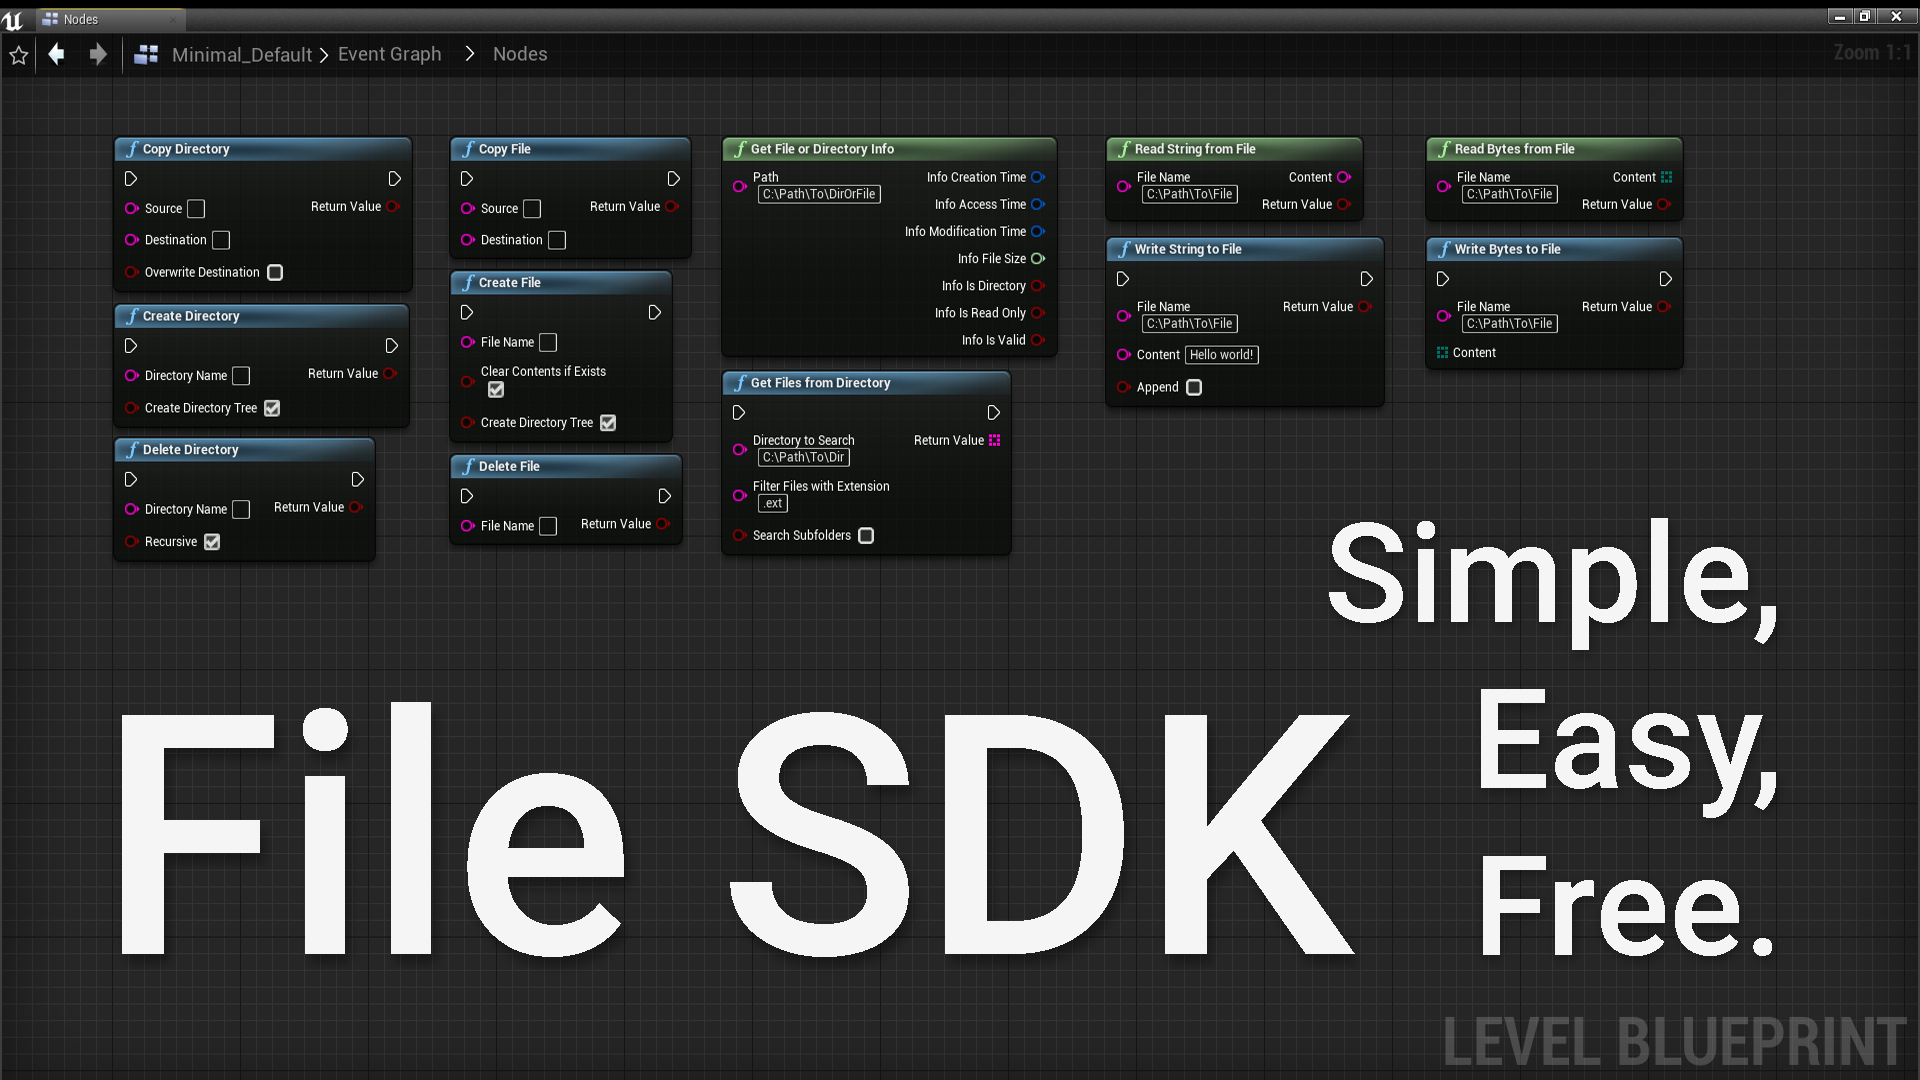 Nodes
Minimal_Default > Event Graph > Nodes
Zoom 1:1
Copy Directory
Source
Return Value
Destination
Overwrite Destination
Create Directory
Directory Name
Return Value
Create Directory Tree
Delete Directory
Directory Name
Return Value
Recursive
Copy File
Source
Return Value
Destination
Create File
File Name
Clear Contents if Exists
Create Directory Tree
Delete File
File Name
Return Value
Get File or Directory Info
Path
C:\Path\To\DirOrFile
Info Creation Time
Info Access Time
Info Modification Time
Info File Size
Info Is Directory
Info Is Read Only
Info Is Valid
Get Files from Directory
Directory to Search
C:\Path\To\Dir
Return Value
Filter Files with Extension
.ext
Search Subfolders
Read String from File
File Name
C:\Path\To\File
Content
Return Value
Write String to File
File Name
C:\Path\To\File
Return Value
Content
Hello world!
Append
Read Bytes from File
File Name
C:\Path\To\File
Content
Return Value
Write Bytes to File
File Name
C:\Path\To\File
Return Value
Content
Simple,
Easy,
Free.
File SDK
LEVEL BLUEPRINT